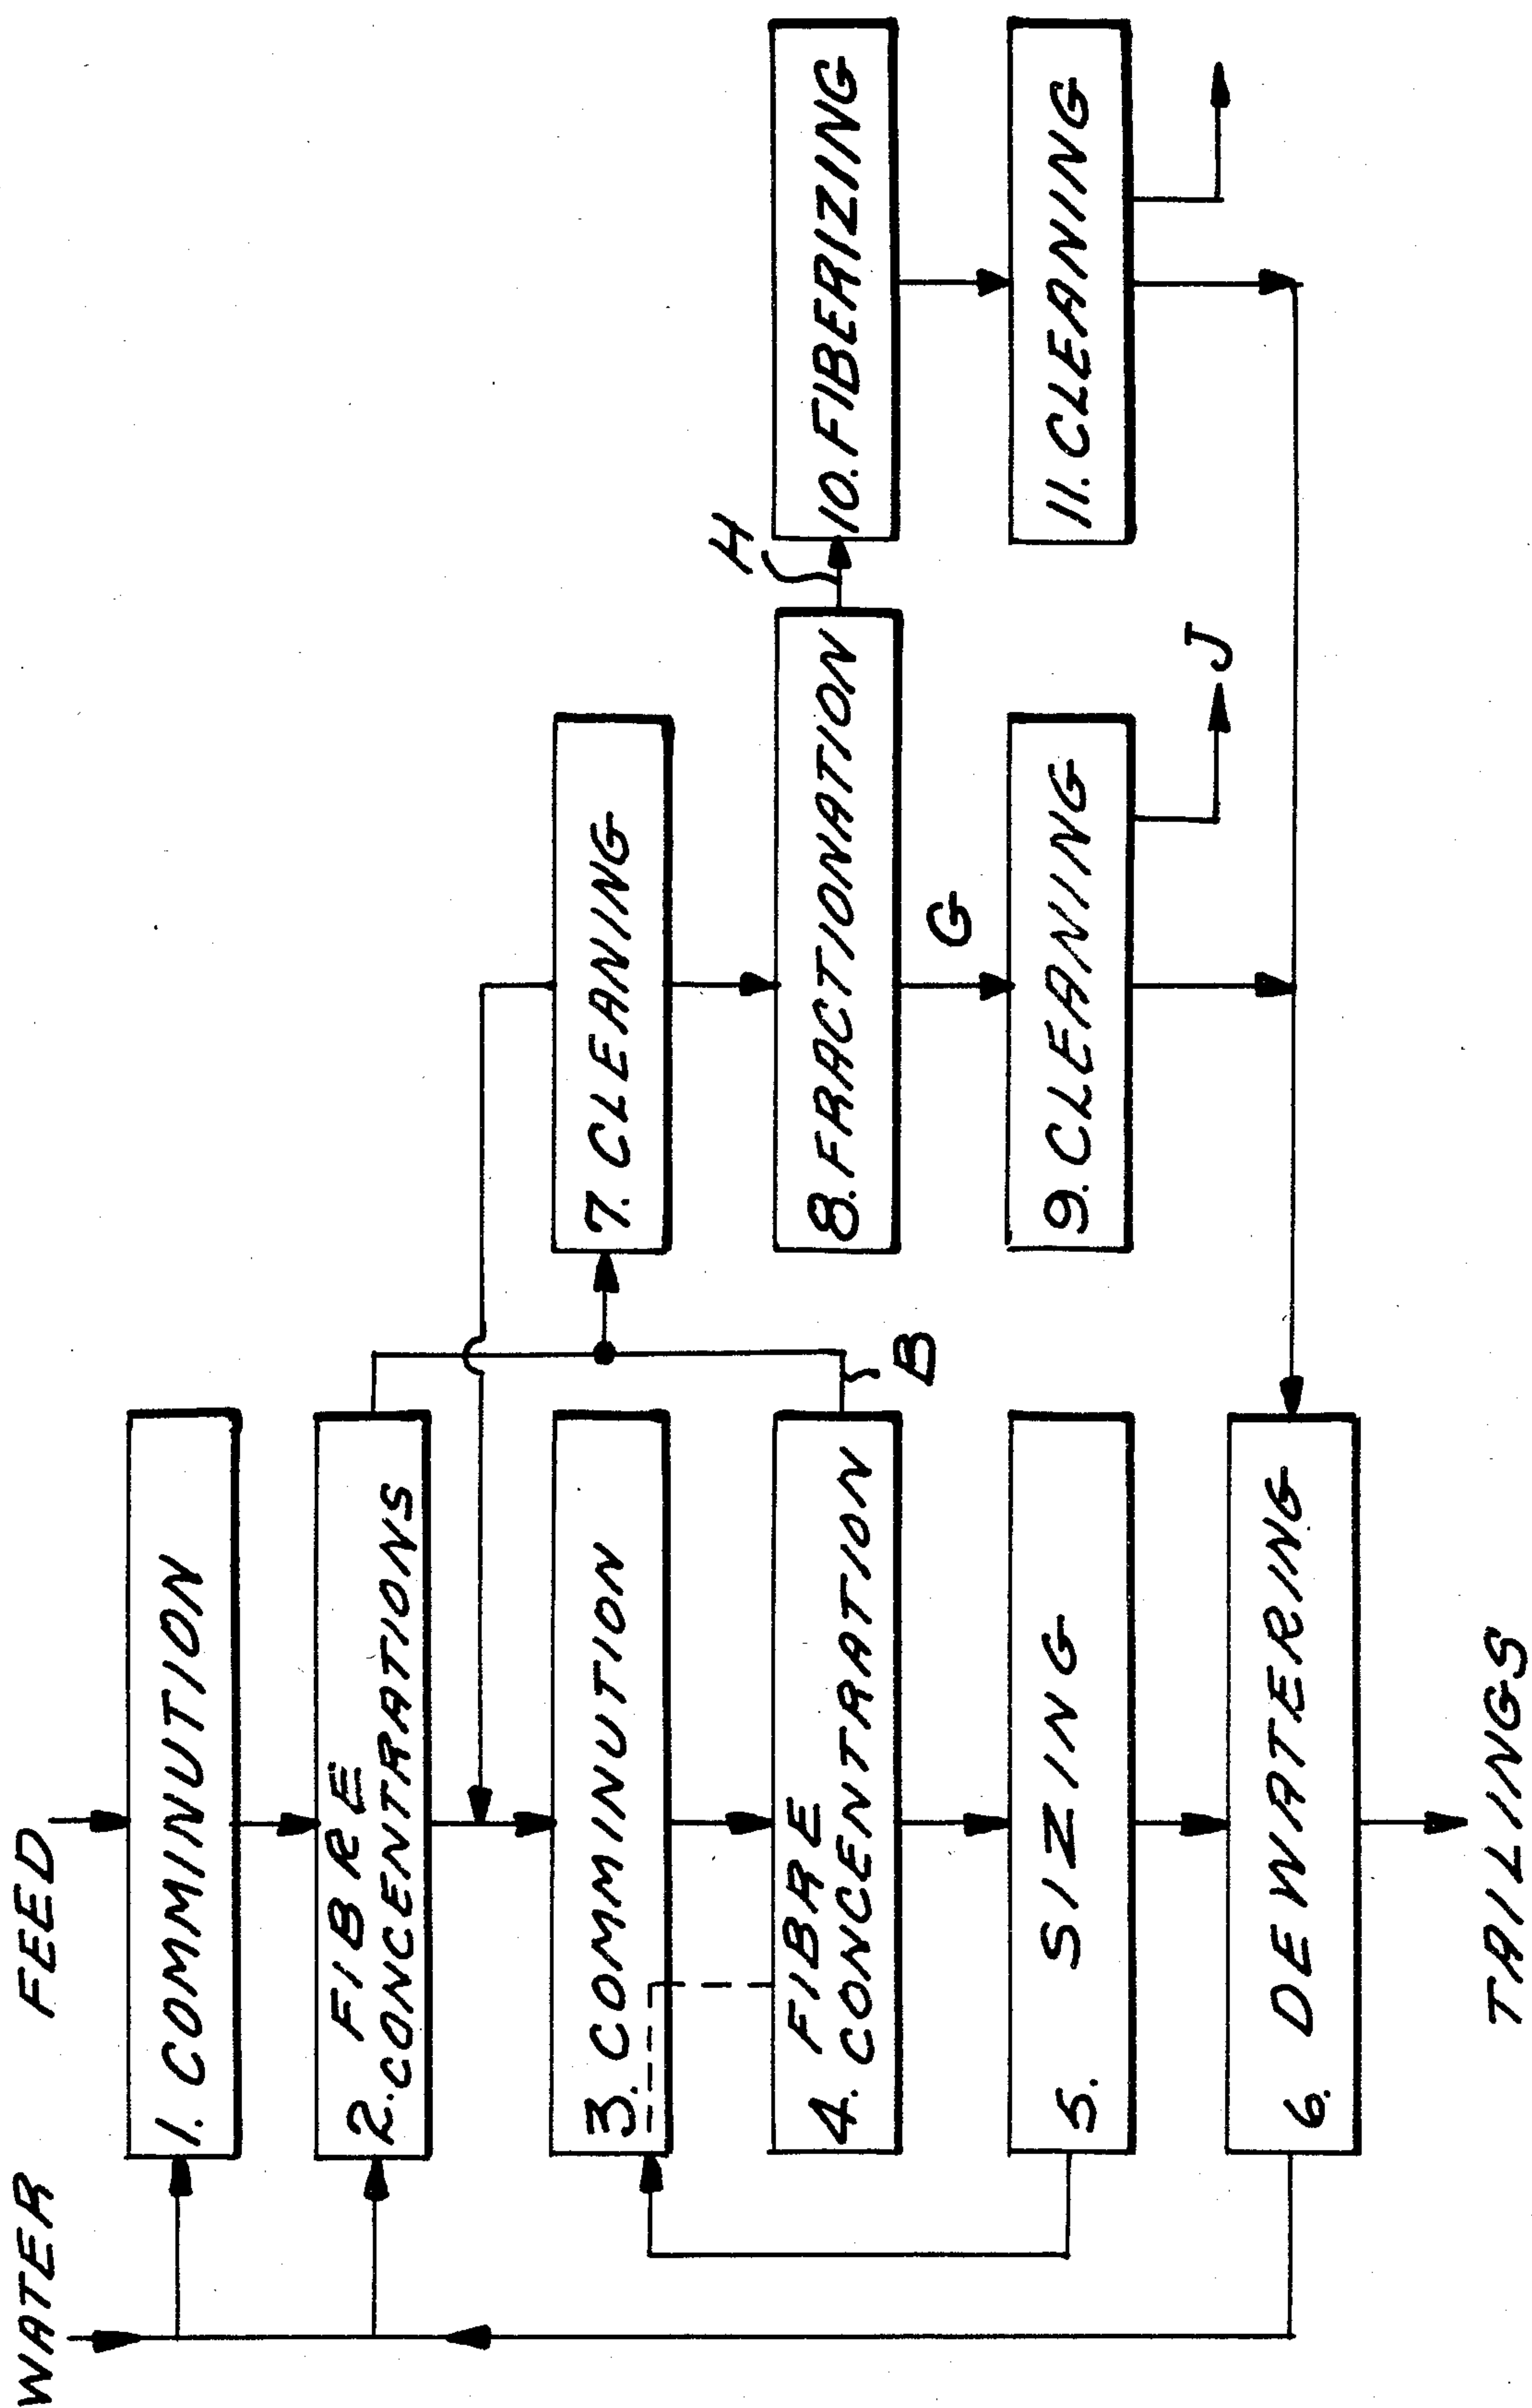 WATER
FEED
1. COMMINUTION
2. FIBRE
CONCENTRATIONS
3. COMMINUTION
4. FIBRE
CONCENTRATION
B
5. SIZING
6. DEWATERING
TAILINGS
7. CLEANING
8. FRACTIONATION
H
G
9. CLEANING
J
10. FIBERIZING
11. CLEANING